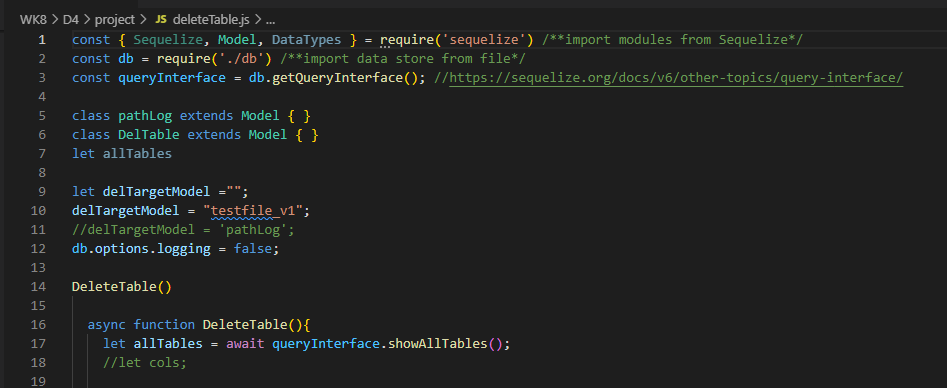 WK8 > D4 > project > JS deleteTable.js > ...
1 const { Sequelize, Model, DataTypes } = require('sequelize') /**import modules from Sequelize*/
2 const db = require('./db') /**import data store from file*/
3 const queryInterface = db.getQueryInterface(); //https://sequelize.org/docs/v6/other-topics/query-interface/
4
5 class pathLog extends Model { }
6 class DelTable extends Model { }
7 let allTables
8
9 let delTargetModel ="";
10 delTargetModel = "testfile_v1";
11 //delTargetModel = 'pathLog';
12 db.options.logging = false;
13
14 DeleteTable()
15
16 async function DeleteTable(){
17 let allTables = await queryInterface.showAllTables();
18 //let cols;
19